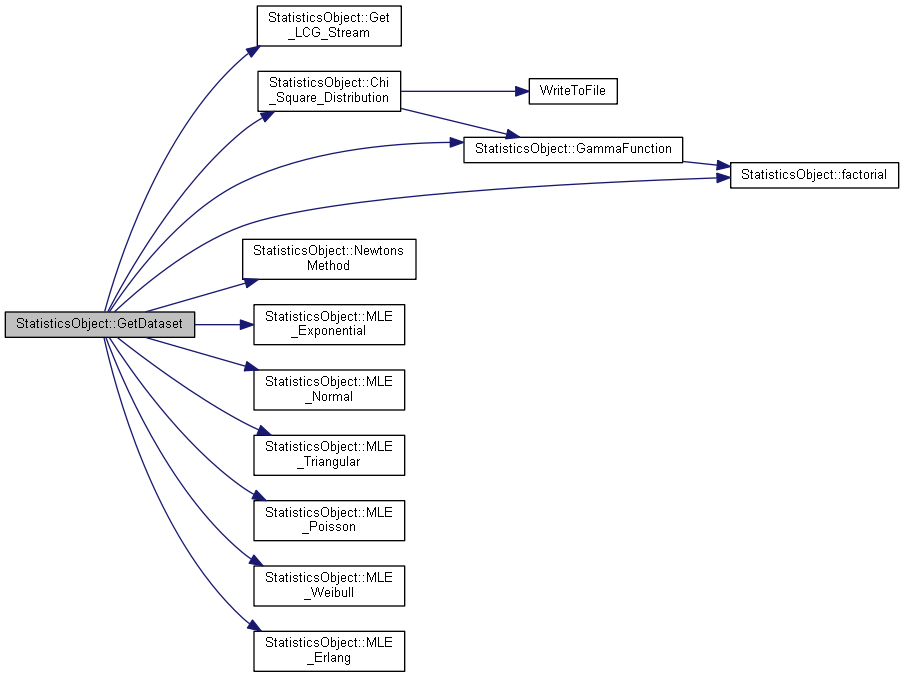 StatisticsObject::Get
_LCG_Stream
StatisticsObject::Chi
_Square_Distribution
WriteToFile
StatisticsObject::GammaFunction
StatisticsObject::factorial
StatisticsObject::Newtons
Method
StatisticsObject::GetDataset
StatisticsObject::MLE
_Exponential
StatisticsObject::MLE
_Normal
StatisticsObject::MLE
_Triangular
StatisticsObject::MLE
_Poisson
StatisticsObject::MLE
_Weibull
StatisticsObject::MLE
_Erlang